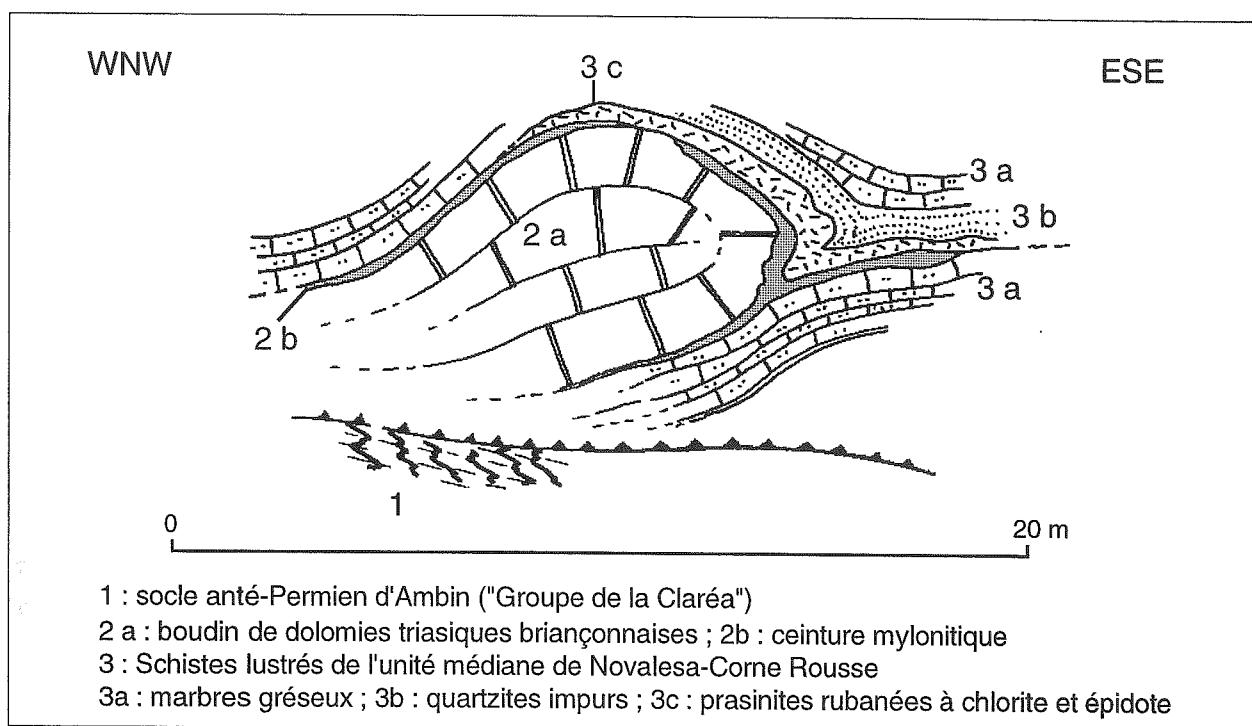 WNW
3 c
ESE
3 a
3 b
2 a
3 a
2 b
1
0
20 m
1 : socle anté-Permien d'Ambin ("Groupe de la Claréa")
2 a : boudin de dolomies triasiques briançonnaises ; 2b : ceinture mylonitique
3 : Schistes lustrés de l'unité médiane de Novalesa-Corne Rousse
3a : marbres gréseux ; 3b : quartzites impurs ; 3c : prasinites rubanées à chlorite et épidote